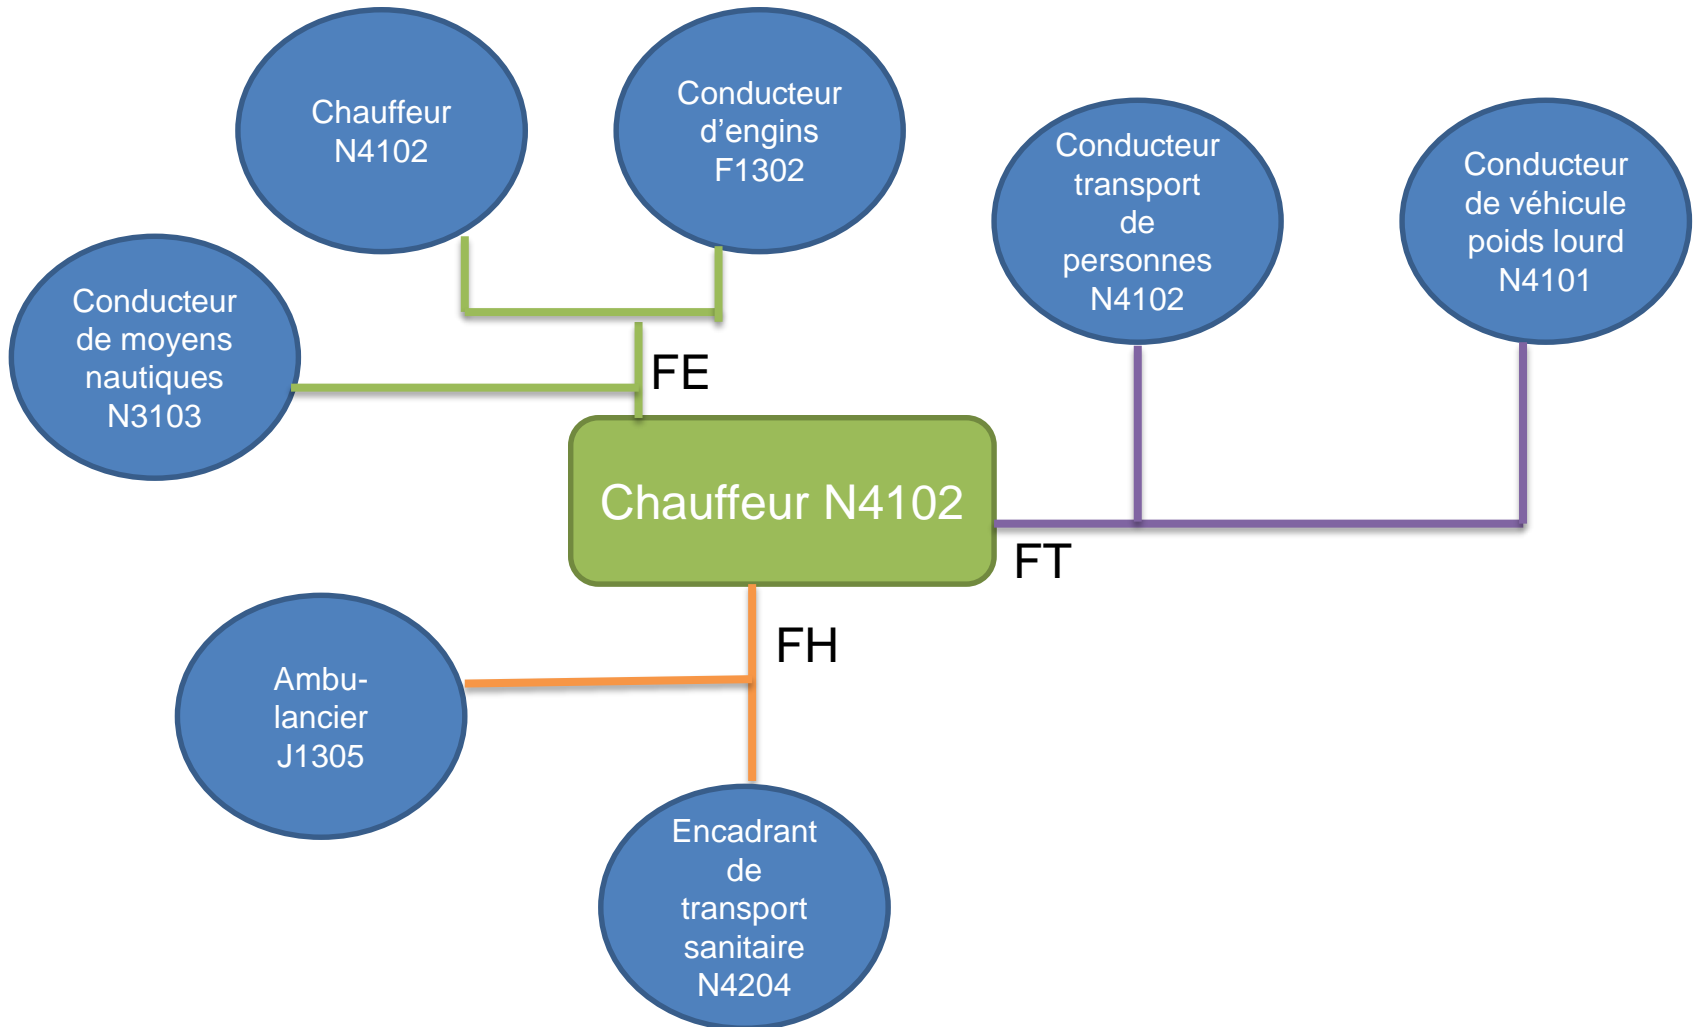 Chauffeur
N4102
Conducteur
d’engins
F1302
Conducteur
transport
de
personnes
N4102
Conducteur
de véhicule
poids lourd
N4101
Conducteur
de moyens
nautiques
N3103
FE
Chauffeur N4102
FT
FH
Ambu-
lancier
J1305
Encadrant
de
transport
sanitaire
N4204